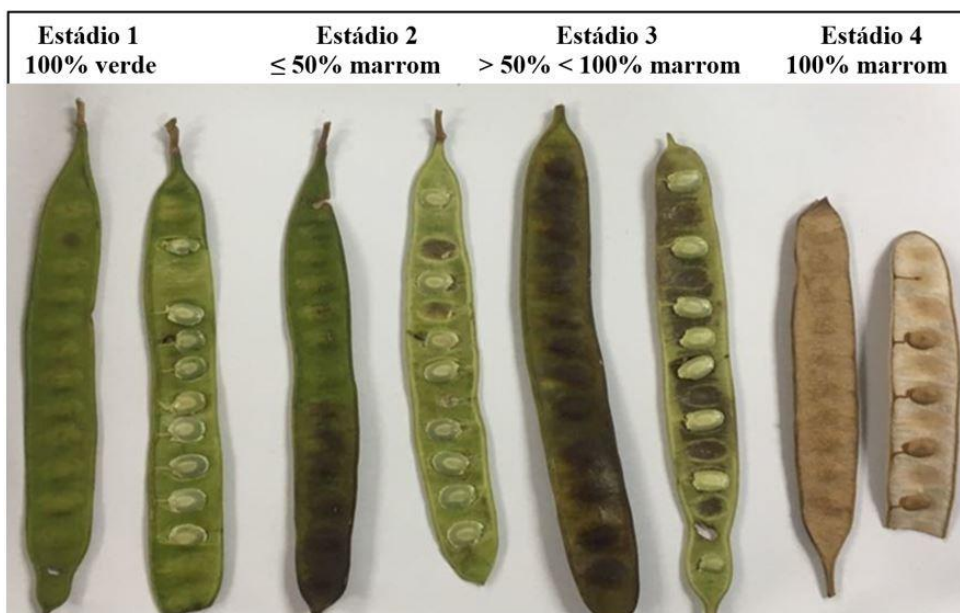 Estádio 1
100% verde
Estádio 2
≤ 50% marrom
Estádio 3
> 50% < 100% marrom
Estádio 4
100% marrom